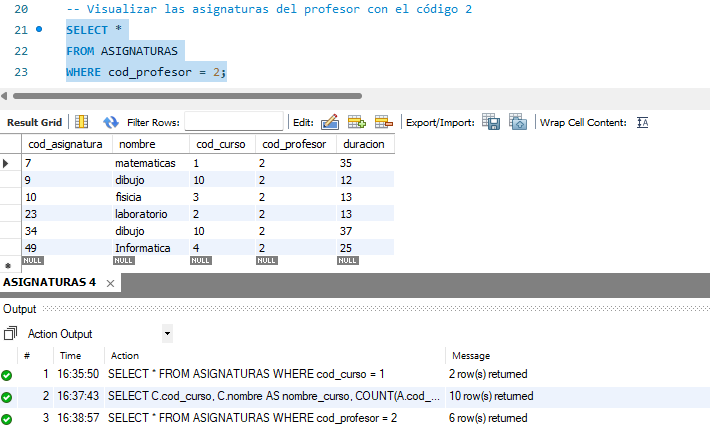 20 -- Visualizar las asignaturas del profesor con el código 2
21 SELECT *
22 FROM ASIGNATURAS
23 WHERE cod_profesor = 2;
Result Grid Filter Rows: Edit: Export/Import: Wrap Cell Content:
cod_asignatura nombre cod_curso cod_profesor duracion
7 matematicas 1 2 35
9 dibujo 10 2 12
10 fisicia 3 2 13
23 laboratorio 2 2 13
34 dibujo 10 2 37
49 Informatica 4 2 25
NULL NULL NULL NULL NULL
ASIGNATURAS 4
Output
Action Output
# Time Action Message
1 16:35:50 SELECT * FROM ASIGNATURAS WHERE cod_curso = 1 2 row(s) returned
2 16:37:43 SELECT C.cod_curso, C.nombre AS nombre_curso, COUNT(A.cod_... 10 row(s) returned
3 16:38:57 SELECT * FROM ASIGNATURAS WHERE cod_profesor = 2 6 row(s) returned